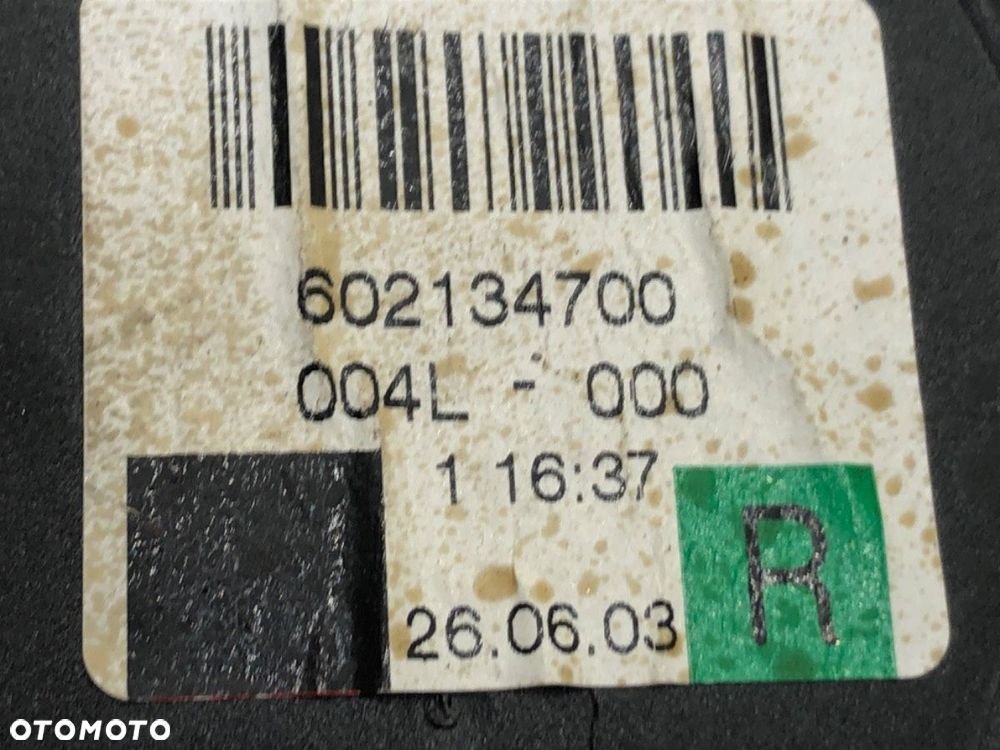 602134700
004L - 000
1 16:37
26.06.03
R
OTOMOTO